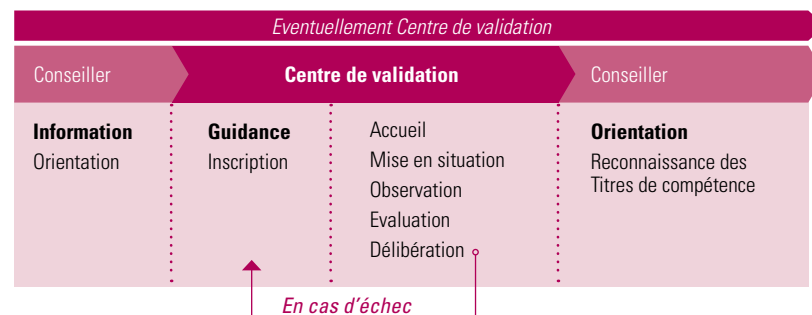 Eventuellement Centre de validation
Conseiller
Centre de validation
Conseiller
Information
Orientation
Guidance
Inscription
Accueil
Mise en situation
Observation
Evaluation
Délibération
Orientation
Reconnaissance des
Titres de compétence
En cas d'échec